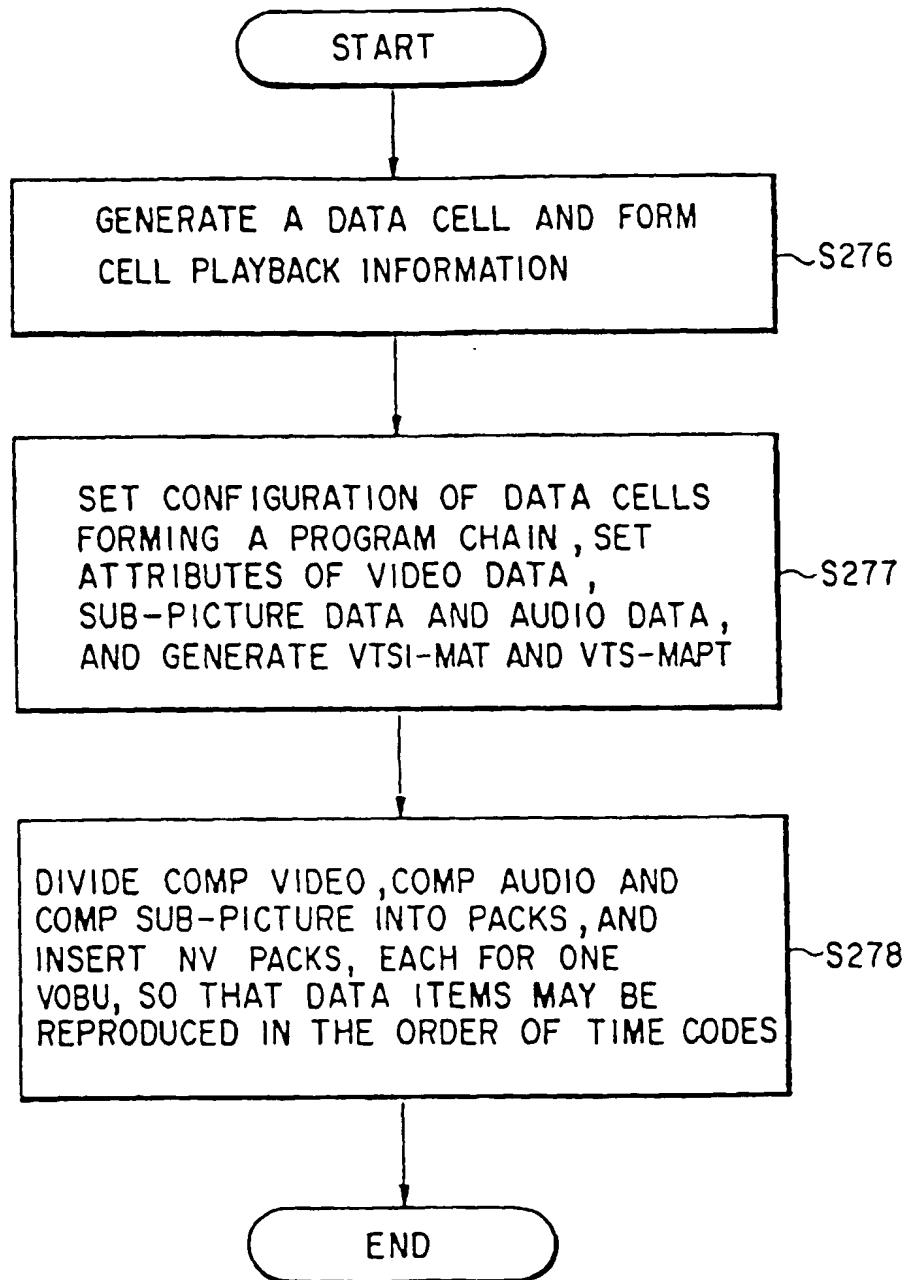 START
GENERATE A DATA CELL AND FORM
CELL PLAYBACK INFORMATION
S276
SET CONFIGURATION OF DATA CELLS
FORMING A PROGRAM CHAIN, SET
ATTRIBUTES OF VIDEO DATA,
SUB-PICTURE DATA AND AUDIO DATA,
AND GENERATE VTSI-MAT AND VTS-MAPT
S277
DIVIDE COMP VIDEO, COMP AUDIO AND
COMP SUB-PICTURE INTO PACKS, AND
INSERT NV PACKS, EACH FOR ONE
VOBU, SO THAT DATA ITEMS MAY BE
REPRODUCED IN THE ORDER OF TIME CODES
S278
END